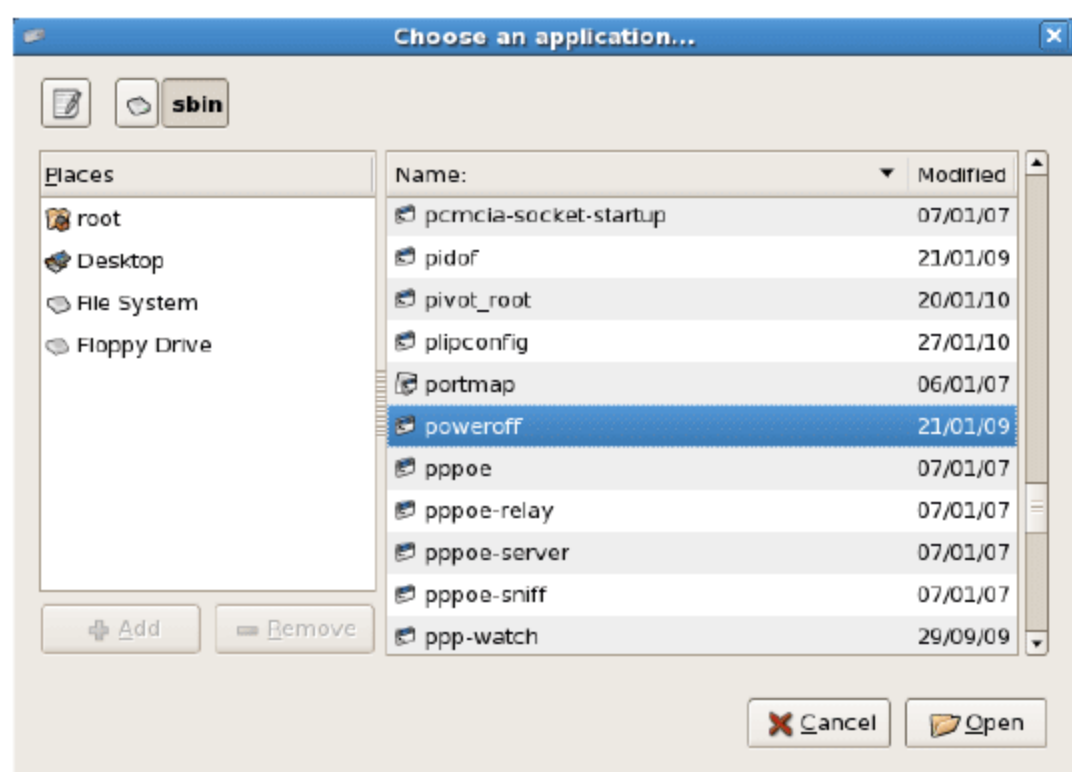 Choose an application...
sbin
Places
root
Desktop
File System
Floppy Drive
Add Remove
Name: Modified
pcmcia-socket-startup 07/01/07
pidof 21/01/09
pivot_root 20/01/10
plipconfig 27/01/10
portmap 06/01/07
poweroff 21/01/09
pppoe 07/01/07
pppoe-relay 07/01/07
pppoe-server 07/01/07
pppoe-sniff 07/01/07
ppp-watch 29/09/09
Cancel Open